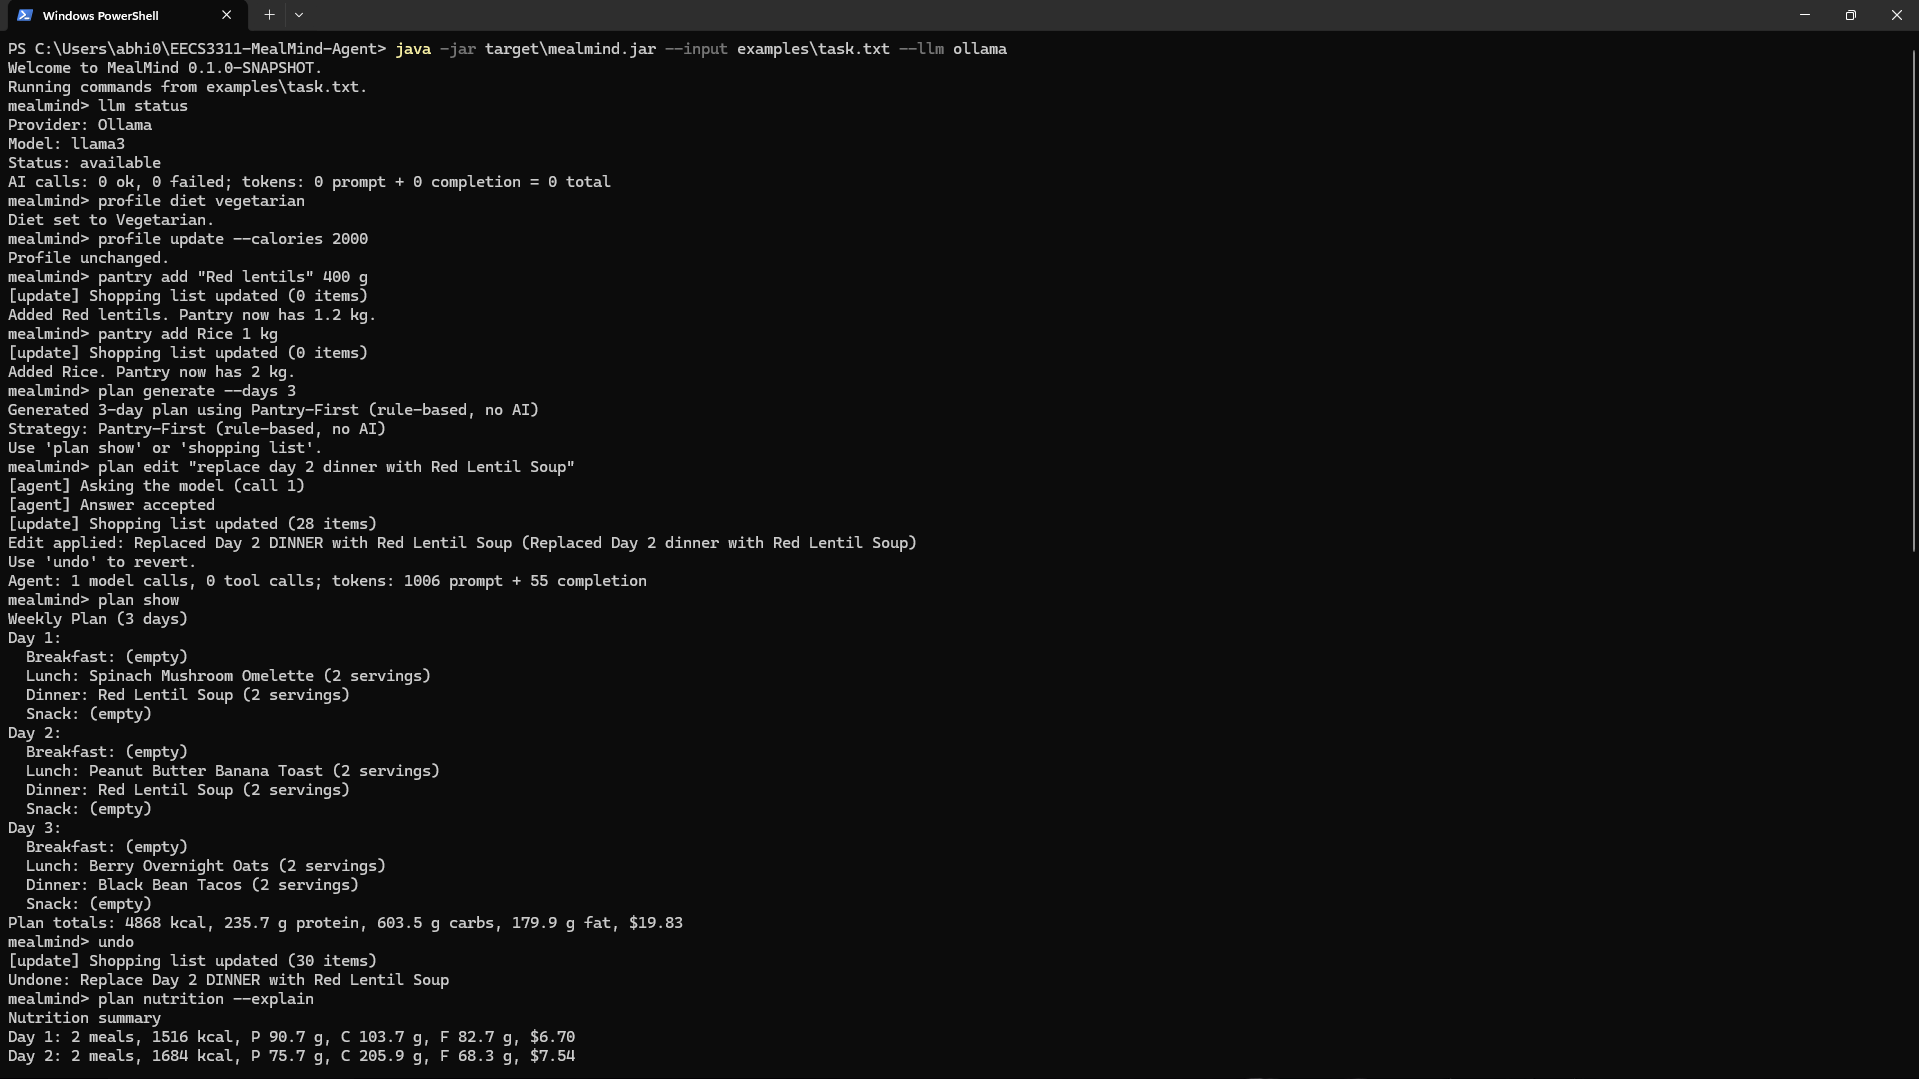 Windows PowerShell
PS C:\Users\abhi0\EECS3311-MealMind-Agent> java -jar target\mealmind.jar --input examples\task.txt --llm ollama
Welcome to MealMind 0.1.0-SNAPSHOT.
Running commands from examples\task.txt.
mealmind> llm status
Provider: Ollama
Model: llama3
Status: available
AI calls: 0 ok, 0 failed; tokens: 0 prompt + 0 completion = 0 total
mealmind> profile diet vegetarian
Diet set to Vegetarian.
mealmind> profile update --calories 2000
Profile unchanged.
mealmind> pantry add "Red lentils" 400 g
[update] Shopping list updated (0 items)
Added Red lentils. Pantry now has 1.2 kg.
mealmind> pantry add Rice 1 kg
[update] Shopping list updated (0 items)
Added Rice. Pantry now has 2 kg.
mealmind> plan generate --days 3
Generated 3-day plan using Pantry-First (rule-based, no AI)
Strategy: Pantry-First (rule-based, no AI)
Use 'plan show' or 'shopping list'.
mealmind> plan edit "replace day 2 dinner with Red Lentil Soup"
[agent] Asking the model (call 1)
[agent] Answer accepted
[update] Shopping list updated (28 items)
Edit applied: Replaced Day 2 DINNER with Red Lentil Soup (Replaced Day 2 dinner with Red Lentil Soup)
Use 'undo' to revert.
Agent: 1 model calls, 0 tool calls; tokens: 1006 prompt + 55 completion
mealmind> plan show
Weekly Plan (3 days)
Day 1:
  Breakfast: (empty)
  Lunch: Spinach Mushroom Omelette (2 servings)
  Dinner: Red Lentil Soup (2 servings)
  Snack: (empty)
Day 2:
  Breakfast: (empty)
  Lunch: Peanut Butter Banana Toast (2 servings)
  Dinner: Red Lentil Soup (2 servings)
  Snack: (empty)
Day 3:
  Breakfast: (empty)
  Lunch: Berry Overnight Oats (2 servings)
  Dinner: Black Bean Tacos (2 servings)
  Snack: (empty)
Plan totals: 4868 kcal, 235.7 g protein, 603.5 g carbs, 179.9 g fat, $19.83
mealmind> undo
[update] Shopping list updated (30 items)
Undone: Replace Day 2 DINNER with Red Lentil Soup
mealmind> plan nutrition --explain
Nutrition summary
Day 1: 2 meals, 1516 kcal, P 90.7 g, C 103.7 g, F 82.7 g, $6.70
Day 2: 2 meals, 1684 kcal, P 75.7 g, C 205.9 g, F 68.3 g, $7.54